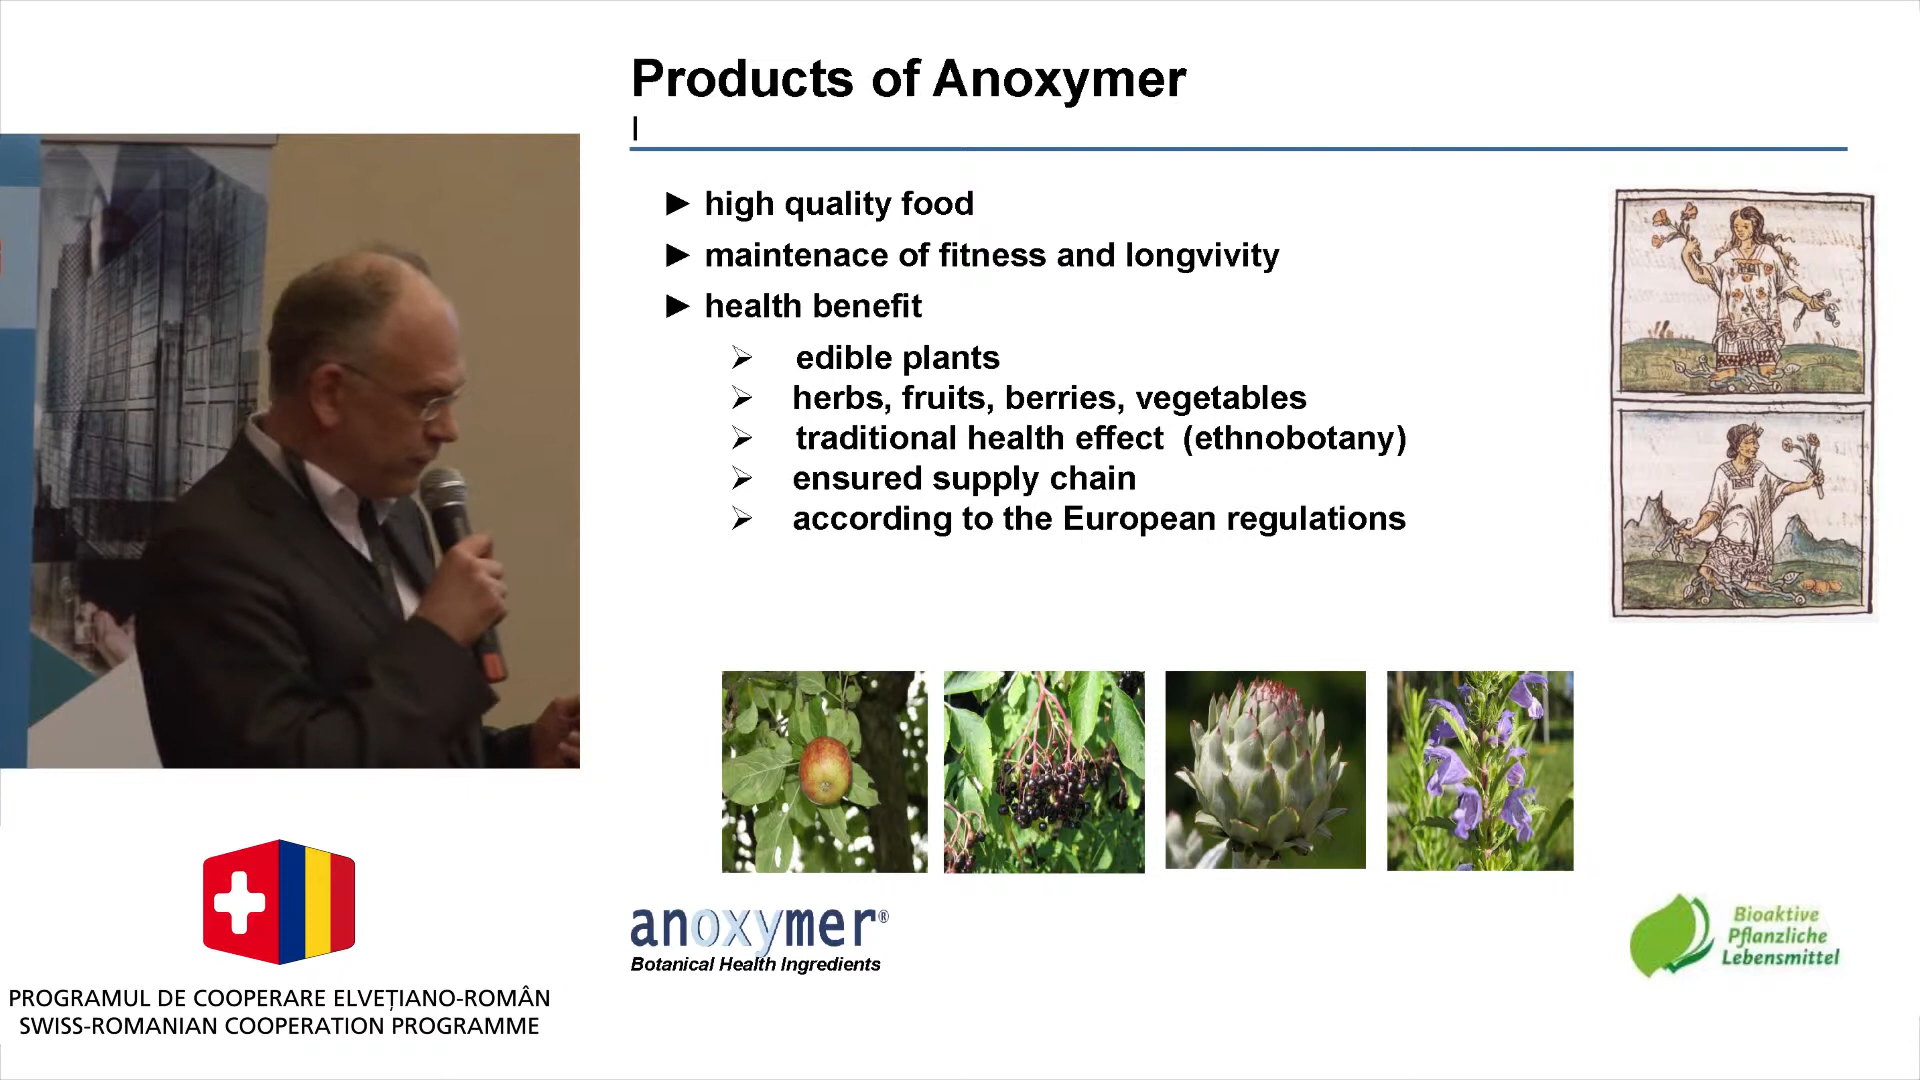 Products of Anoxymer
► high quality food
► maintenace of fitness and longvivity
► health benefit
➢ edible plants
➢ herbs, fruits, berries, vegetables
➢ traditional health effect (ethnobotany)
➢ ensured supply chain
➢ according to the European regulations
anoxymer®
Botanical Health Ingredients
Bioaktive
Pflanzliche
Lebensmittel
PROGRAMUL DE COOPERARE ELVEȚIANO-ROMÂN
SWISS-ROMANIAN COOPERATION PROGRAMME